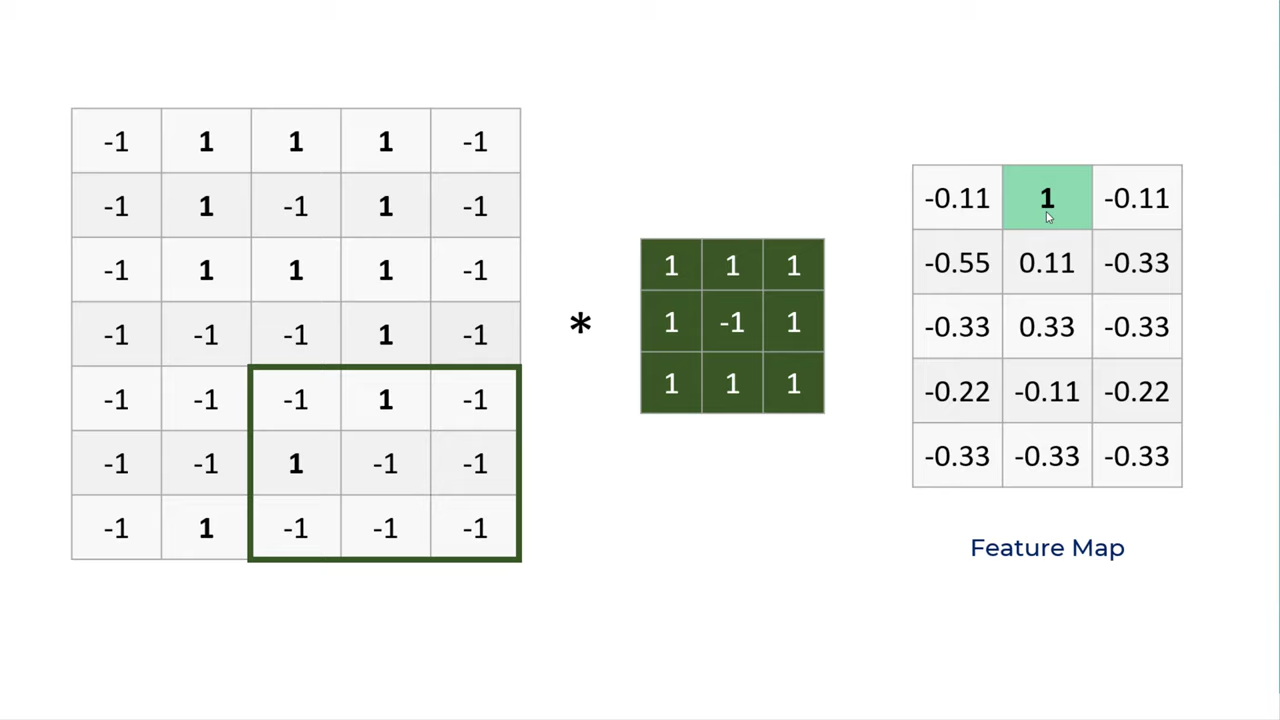 -1 1 1 1 -1
-1 1 -1 1 -1
-1 1 1 1 -1
-1 -1 -1 1 -1
-1 -1 -1 1 -1
-1 -1 1 -1 -1
-1 1 -1 -1 -1
*
1 1 1
1 -1 1
1 1 1
-0.11 1 -0.11
-0.55 0.11 -0.33
-0.33 0.33 -0.33
-0.22 -0.11 -0.22
-0.33 -0.33 -0.33
Feature Map